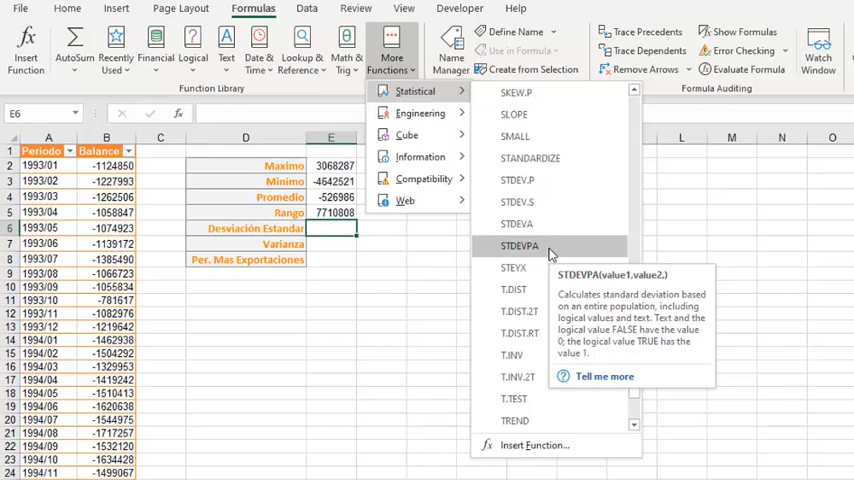 File Insert Page Layout Formulas Data Review View Developer Help
Insert Function
AutoSum
Recently Used
Financial
Logical
Text
Date & Time
Lookup & Reference
Math & Trig
More Functions
Function Library
Name Manager
Define Name
Use in Formula
Create from Selection
Trace Precedents
Trace Dependents
Remove Arrows
Show Formulas
Error Checking
Evaluate Formula
Formula Auditing
Watch Window
Statistical
Engineering
Cube
Information
Compatibility
Web
SKEW.P
SLOPE
SMALL
STANDARDIZE
STDEV.P
STDEV.S
STDEVA
STDEVPA
STEYX
T.DIST
T.DIST.2T
T.DIST.RT
T.INV
T.INV.2T
T.TEST
TREND
fx Insert Function...
STDEVPA(value1,value2,)
Calculates standard deviation based
on an entire population, including
logical values and text. Text and the
logical value FALSE have the value
0; the logical value TRUE has the
value 1.
Tell me more
E6 fx
A B C D E L M N O
1 Periodo Balance
2 1993/01 -1124850 Maximo 3068287
3 1993/02 -1227993 Minimo -4642521
4 1993/03 -1262506 Promedio -526986
5 1993/04 -1058847 Rango 7710808
6 1993/05 -1074923 Desviación Estandar
7 1993/06 -1139172 Varianza
8 1993/07 -1385490 Per. Mas Exportaciones
9 1993/08 -1066723
10 1993/09 -1055834
11 1993/10 -781617
12 1993/11 -1082976
13 1993/12 -1219642
14 1994/01 -1462938
15 1994/02 -1504292
16 1994/03 -1329953
17 1994/04 -1419242
18 1994/05 -1510413
19 1994/06 -1620638
20 1994/07 -1544975
21 1994/08 -1717257
22 1994/09 -1532120
23 1994/10 -1634428
24 1994/11 -1499067